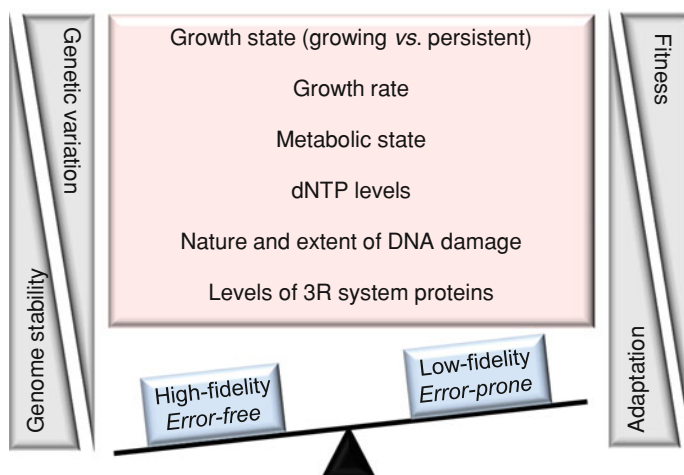 Genetic variation
Genome stability
Growth state (growing vs. persistent)
Growth rate
Metabolic state
dNTP levels
Nature and extent of DNA damage
Levels of 3R system proteins
Fitness
Adaptation
High-fidelity
Error-free
Low-fidelity
Error-prone